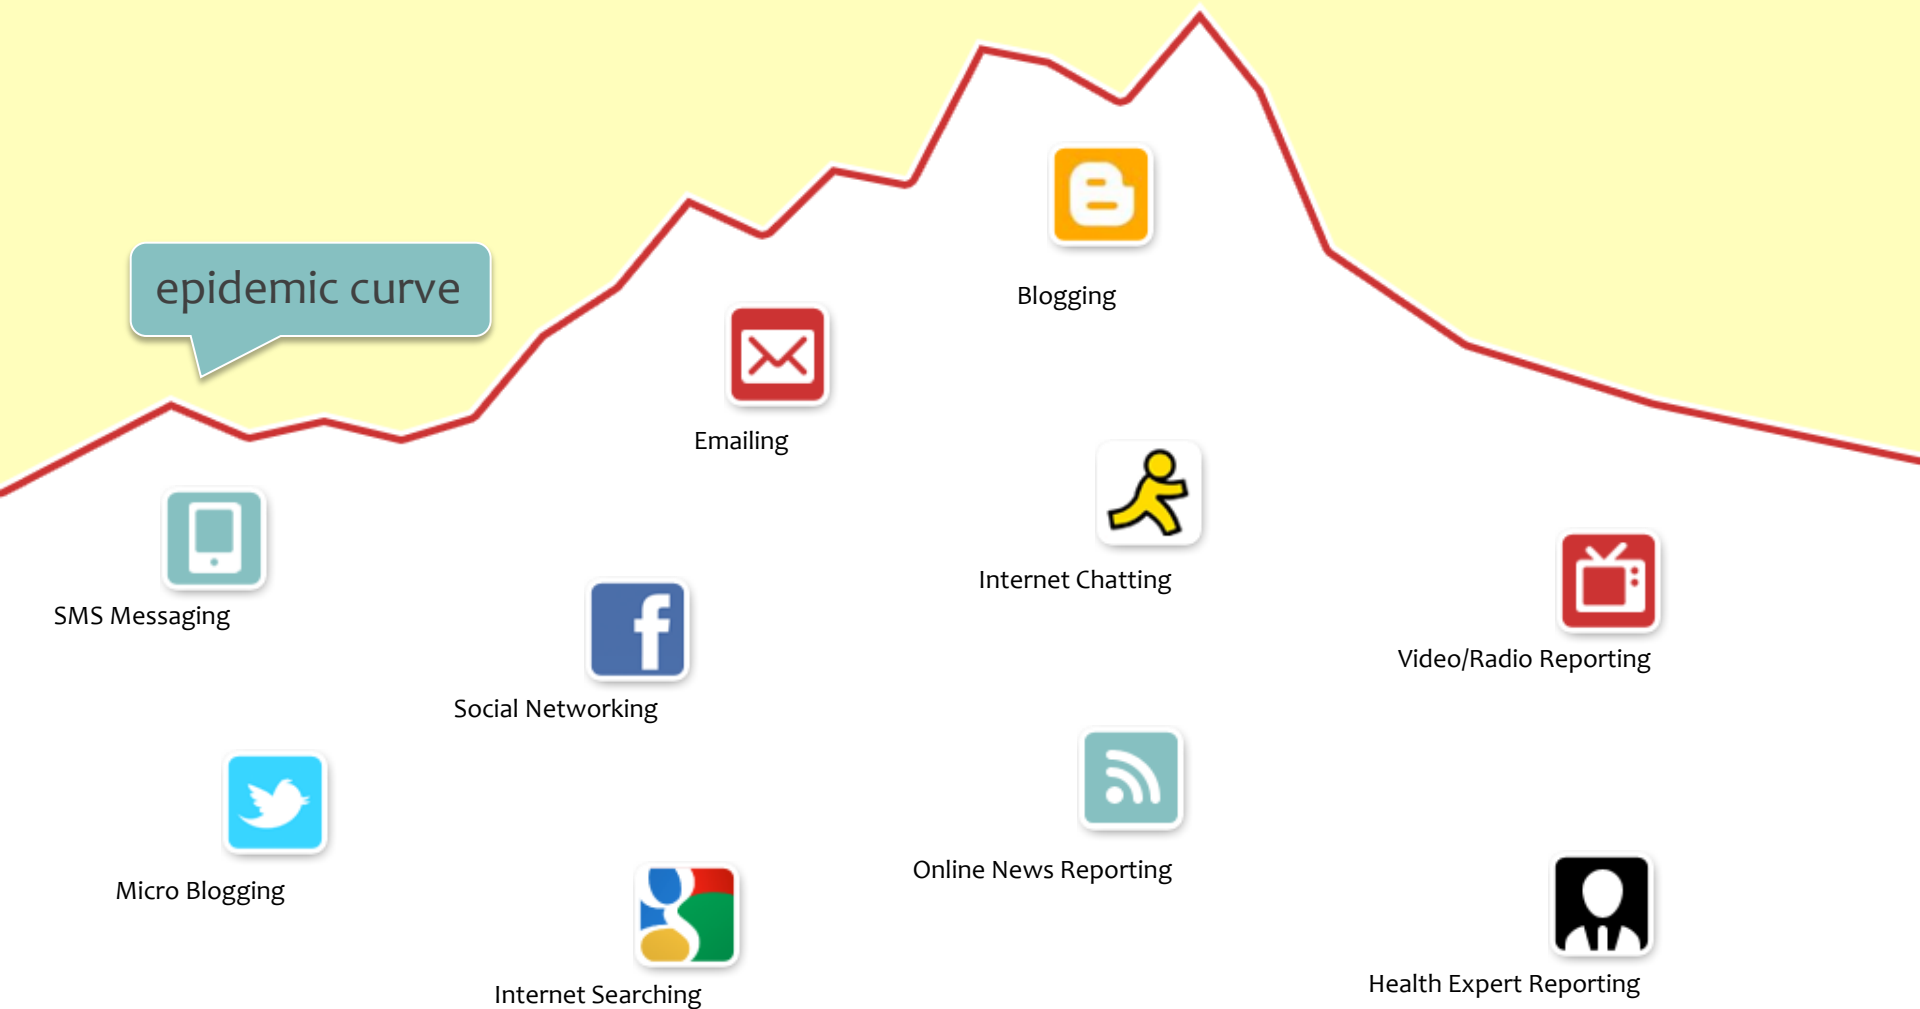 epidemic curve
Blogging
Emailing
Internet Chatting
SMS Messaging
Video/Radio Reporting
Social Networking
Online News Reporting
Micro Blogging
Health Expert Reporting
Internet Searching